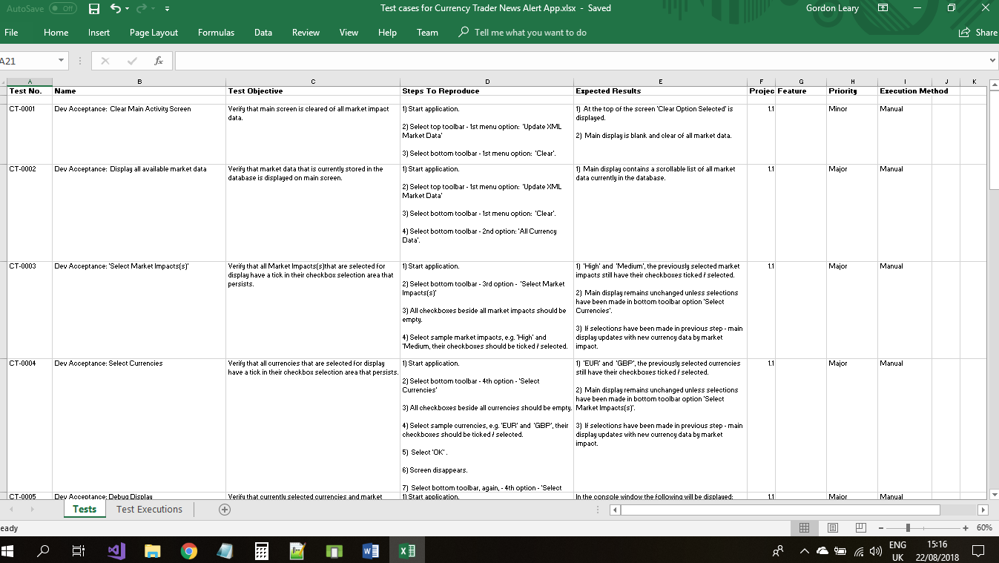 AutoSave Off
Test cases for Currency Trader News Alert App.xlsx - Saved
Gordon Leary
File Home Insert Page Layout Formulas Data Review View Help Team Tell me what you want to do Share
A21
fx
A B C D E F G H I J K
Test No. Name Test Objective Steps To Reproduce Expected Results Projec Feature Priority Execution Method
CT-0001
Dev Acceptance: Clear Main Activity Screen
Verify that main screen is cleared of all market impact
data.
1) Start application.
2) Select top toolbar - 1st menu option: 'Update XML
Market Data'
3) Select bottom toolbar - 1st menu option: 'Clear'.
1) At the top of the screen 'Clear Option Selected' is
displayed.
2) Main display is blank and clear of all market data.
1.1
Minor
Manual
CT-0002
Dev Acceptance: Display all available market data
Verify that market data that is currently stored in the
database is displayed on main screen.
1) Start application.
2) Select top toolbar - 1st menu option: 'Update XML
Market Data'
3) Select bottom toolbar - 1st menu option: 'Clear'.
4) Select bottom toolbar - 2nd option: 'All Currency
Data'.
1) Main display contains a scrollable list of all market
data currently in the database.
1.1
Major
Manual
CT-0003
Dev Acceptance: 'Select Market Impacts(s)'
Verify that all Market Impacts(s)that are selected for
display have a tick in their checkbox selection area that
persists.
1) Start application.
2) Select bottom toolbar - 3rd option - 'Select Market
Impacts(s)'
3) All checkboxes beside all market impacts should be
empty.
4) Select sample market impacts, e.g. 'High' and
'Medium, their checkboxes should be ticked / selected.
1) 'High' and 'Medium', the previously selected market
impacts still have their checkboxes ticked / selected.
2) Main display remains unchanged unless selections
have been made in bottom toolbar option 'Select
Currencies'.
3) If selections have been made in previous step - main
display updates with new currency data by market
impact.
1.1
Major
Manual
CT-0004
Dev Acceptance: Select Currencies
Verify that all currencies that are selected for display
have a tick in their checkbox selection area that persists.
1) Start application.
2) Select bottom toolbar - 4th option - 'Select
Currencies'
3) All checkboxes beside all currencies should be empty.
4) Select sample currencies, e.g. 'EUR' and 'GBP', their
checkboxes should be ticked / selected.
5) Select 'OK' .
6) Screen disappears.
7) Select bottom toolbar, again, - 4th option - 'Select
1) 'EUR' and 'GBP', the previously selected currencies
still have their checkboxes ticked / selected.
2) Main display remains unchanged unless selections
have been made in bottom toolbar option 'Select
Market Impacts(s)'.
3) If selections have been made in previous step - main
display updates with new currency data by market
impact.
1.1
Major
Manual
CT-0005
Dev Acceptance: Debug Display
Verify that currently selected currencies and market
1) Start application.
In the console window the following will be displayed:
1.1
Major
Manual
Tests Test Executions
eady
60%
ENG
UK
15:16
22/08/2018